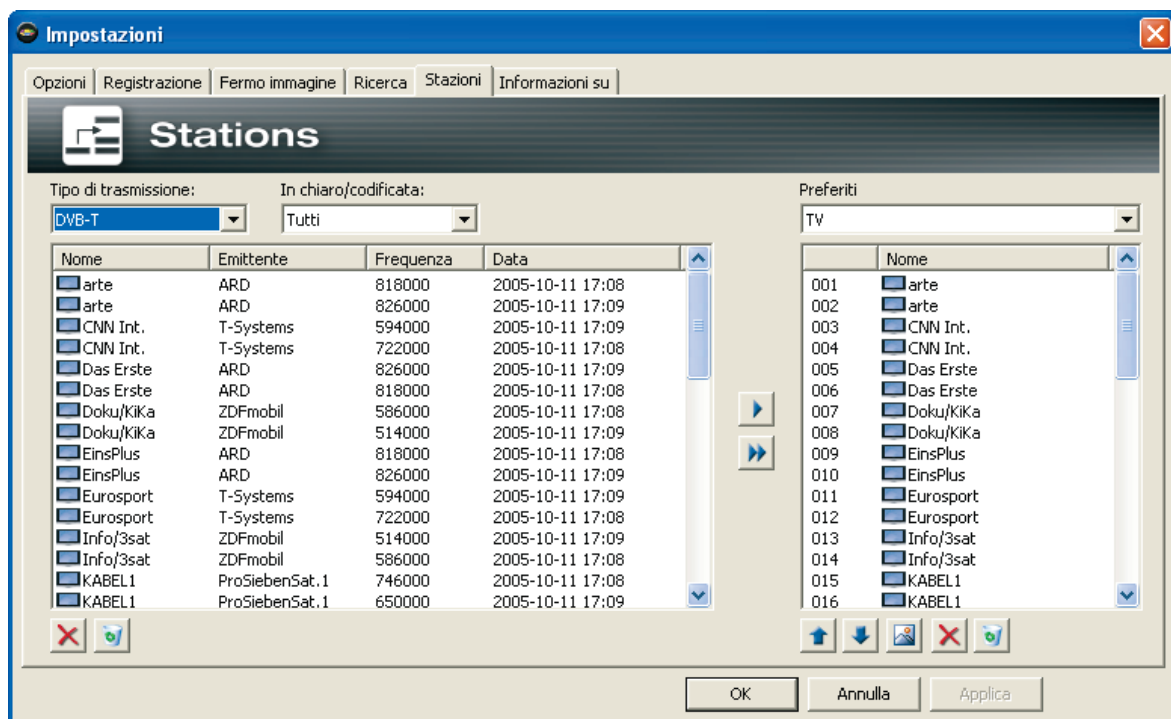 Impostazioni
Opzioni Registrazione Fermo immagine Ricerca Stazioni Informazioni su
Stations
Tipo di trasmissione: In chiaro/codificata: Preferiti
DVB-T Tutti TV
Nome Emittente Frequenza Data Nome
arte ARD 818000 2005-10-11 17:08 001 arte
arte ARD 826000 2005-10-11 17:09 002 arte
CNN Int. T-Systems 594000 2005-10-11 17:09 003 CNN Int.
CNN Int. T-Systems 722000 2005-10-11 17:08 004 CNN Int.
Das Erste ARD 826000 2005-10-11 17:09 005 Das Erste
Das Erste ARD 818000 2005-10-11 17:08 006 Das Erste
Doku/KiKa ZDFmobil 586000 2005-10-11 17:08 007 Doku/KiKa
Doku/KiKa ZDFmobil 514000 2005-10-11 17:09 008 Doku/KiKa
EinsPlus ARD 818000 2005-10-11 17:08 009 EinsPlus
EinsPlus ARD 826000 2005-10-11 17:09 010 EinsPlus
Eurosport T-Systems 594000 2005-10-11 17:09 011 Eurosport
Eurosport T-Systems 722000 2005-10-11 17:08 012 Eurosport
Info/3sat ZDFmobil 514000 2005-10-11 17:09 013 Info/3sat
Info/3sat ZDFmobil 586000 2005-10-11 17:08 014 Info/3sat
KABEL1 ProSiebenSat.1 746000 2005-10-11 17:08 015 KABEL1
KABEL1 ProSiebenSat.1 650000 2005-10-11 17:09 016 KABEL1
OK Annulla Applica